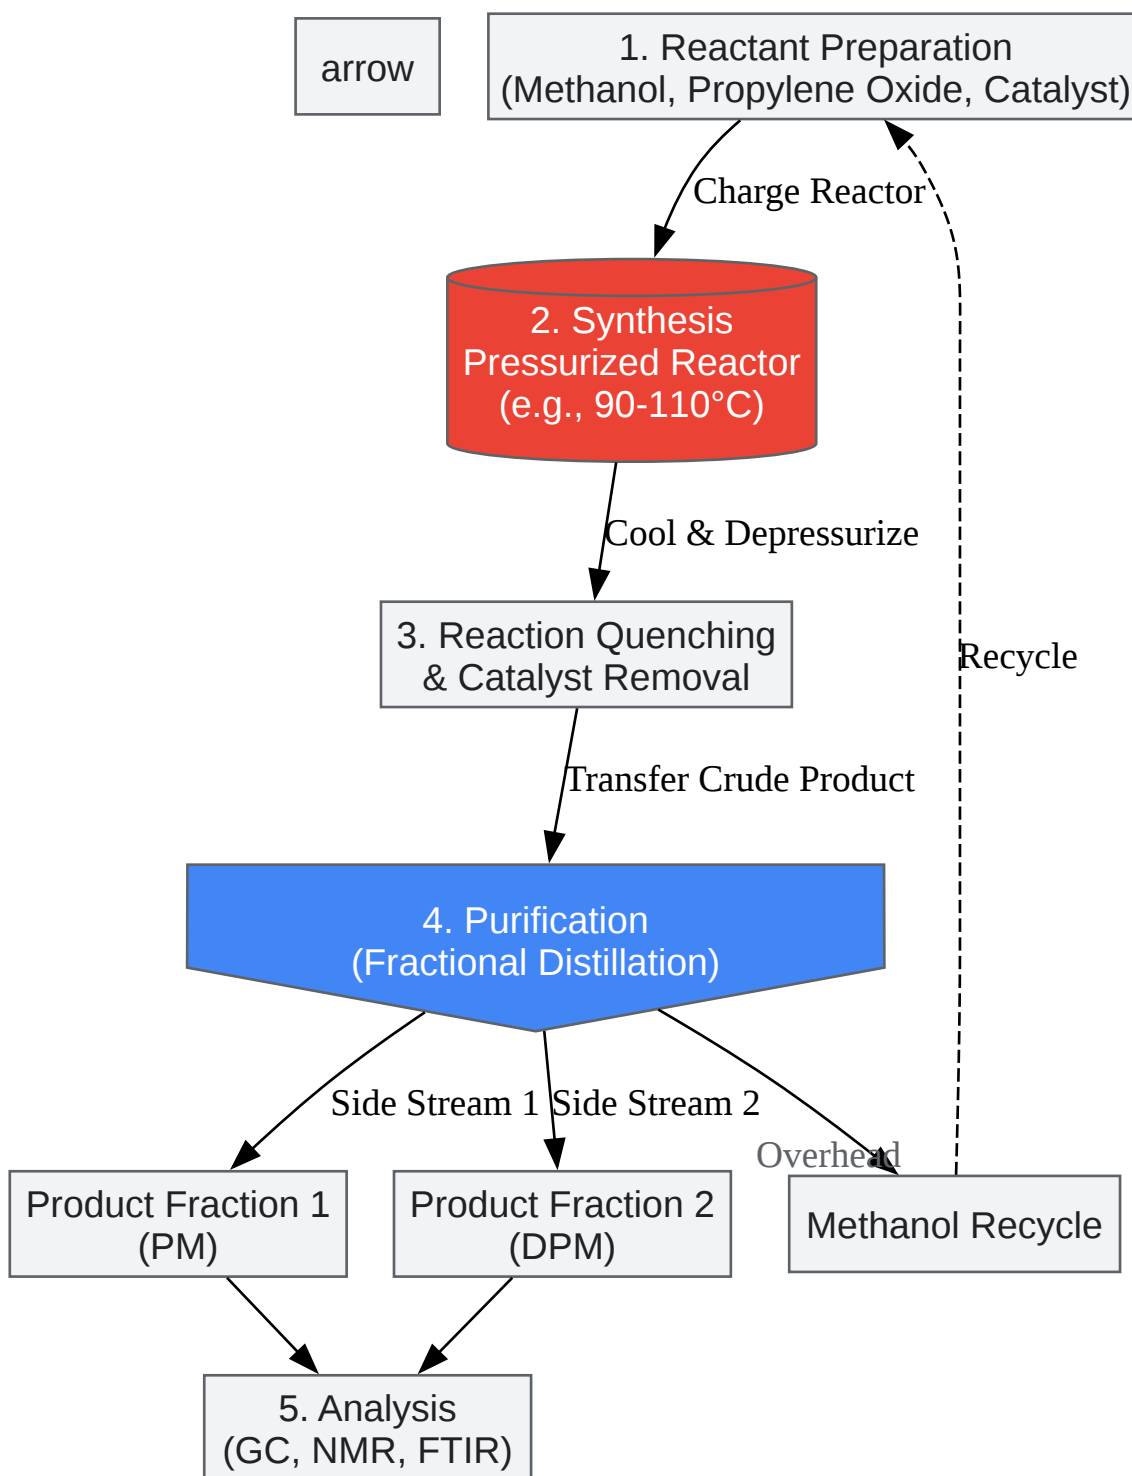 arrow
1. Reactant Preparation
(Methanol, Propylene Oxide, Catalyst)
Charge Reactor
2. Synthesis
Pressurized Reactor
(e.g., 90-110°C)
Cool & Depressurize
3. Reaction Quenching
& Catalyst Removal
Recycle
Transfer Crude Product
4. Purification
(Fractional Distillation)
Side Stream 1
Side Stream 2
Overhead
Product Fraction 1
(PM)
Product Fraction 2
(DPM)
Methanol Recycle
5. Analysis
(GC, NMR, FTIR)